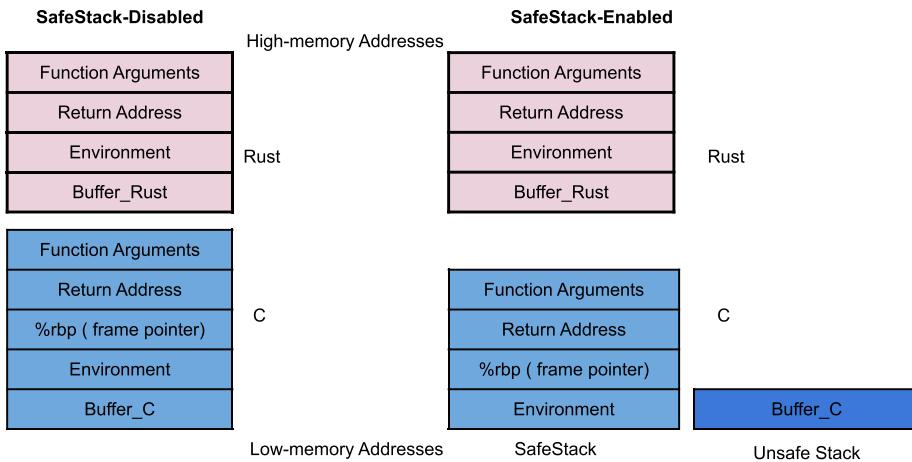 SafeStack-Disabled
SafeStack-Enabled
High-memory Addresses
Function Arguments
Return Address
Environment
Buffer_Rust
Rust
Function Arguments
Return Address
Environment
Buffer_Rust
Rust
Function Arguments
Return Address
%rbp ( frame pointer)
Environment
Buffer_C
C
Function Arguments
Return Address
%rbp ( frame pointer)
Environment
C
Buffer_C
Low-memory Addresses
SafeStack
Unsafe Stack